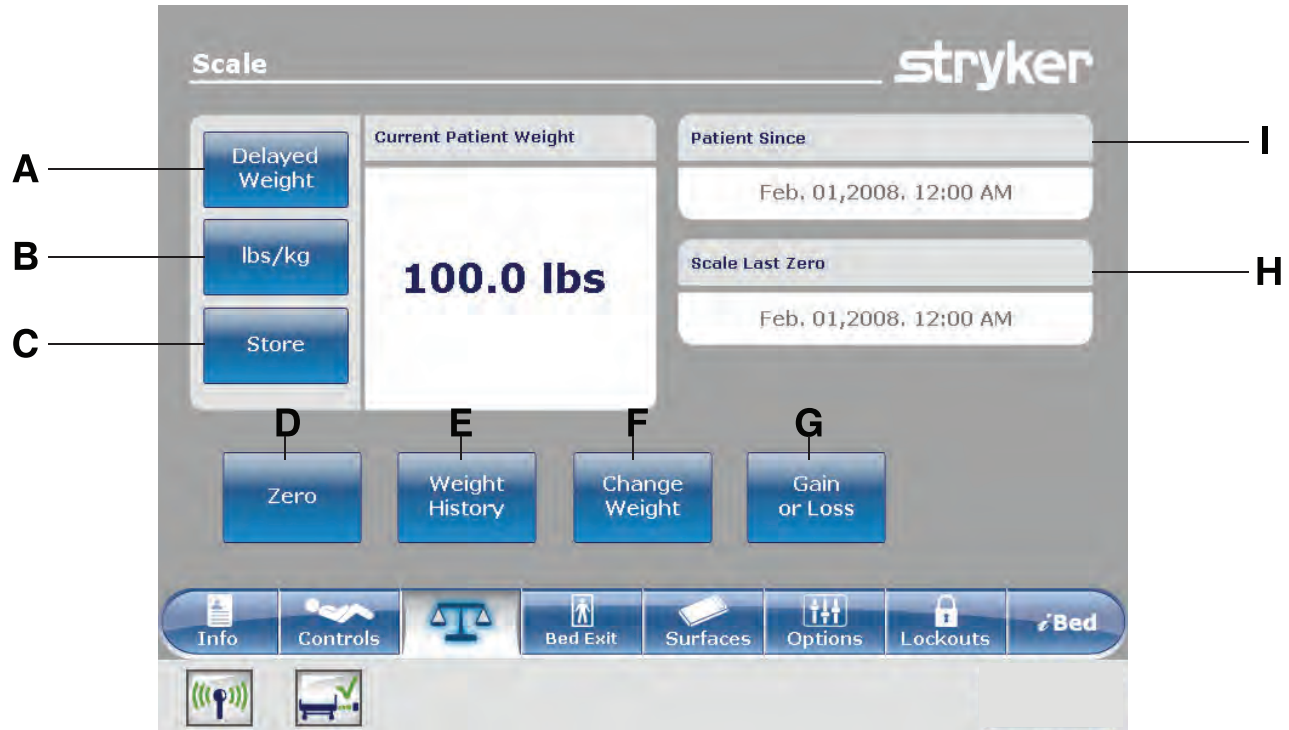 Scale
stryker
A
Delayed
Weight
Current Patient Weight
Patient Since
I
Feb. 01,2008. 12:00 AM
B
lbs/kg
100.0 lbs
Scale Last Zero
H
Feb. 01,2008. 12:00 AM
C
Store
D
E
F
G
Zero
Weight
History
Change
Weight
Gain
or Loss
Info
Controls
Bed Exit
Surfaces
Options
Lockouts
iBed